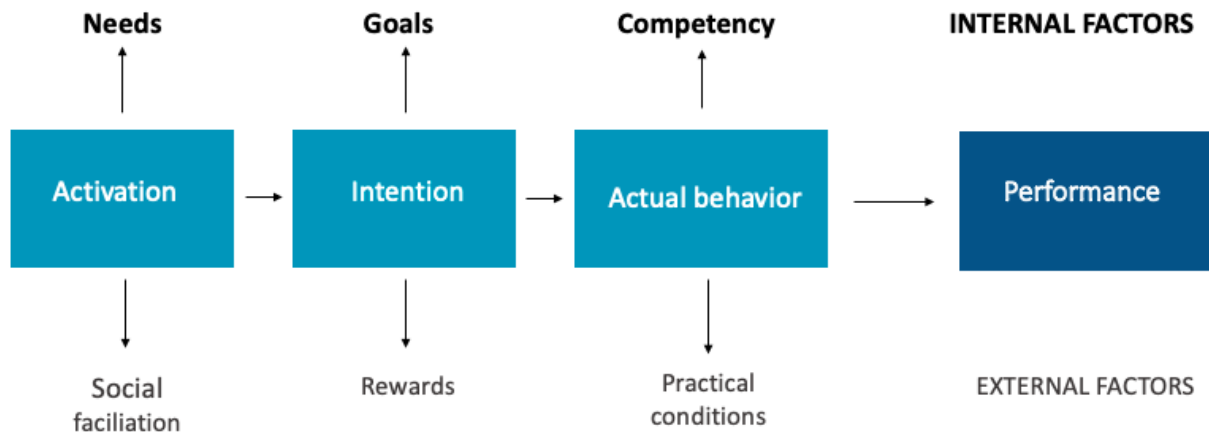 Needs
Goals
Competency
INTERNAL FACTORS
Activation
Intention
Actual behavior
Performance
Social
faciliation
Rewards
Practical
conditions
EXTERNAL FACTORS